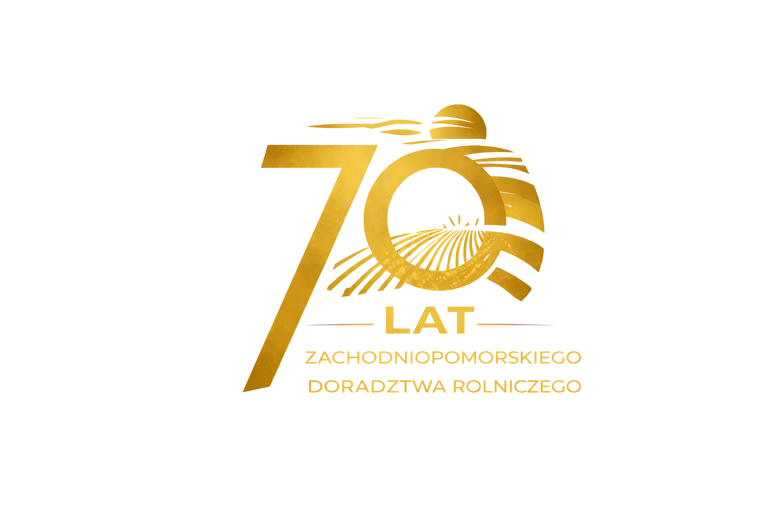 70
LAT
ZACHODNIOPOMORSKIEGO
DORADZTWA ROLNICZEGO